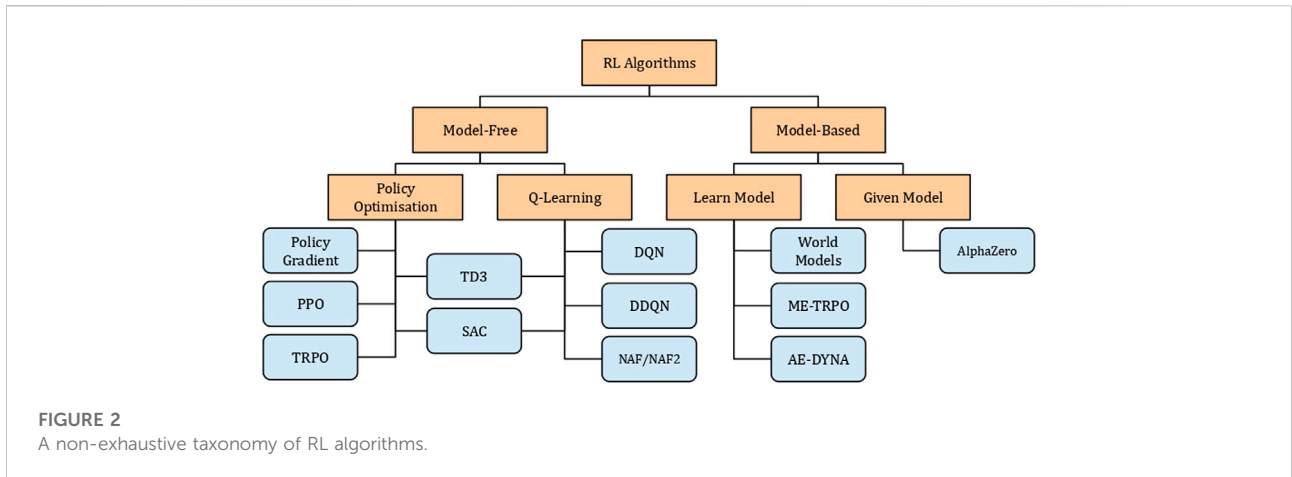 RL Algorithms
Model-Free
Model-Based
Policy
Optimisation
Q-Learning
Learn Model
Given Model
Policy
Gradient
PPO
TRPO
TD3
SAC
DQN
DDQN
NAF/NAF2
World
Models
ME-TRPO
AE-DYNA
AlphaZero
FIGURE 2
A non-exhaustive taxonomy of RL algorithms.